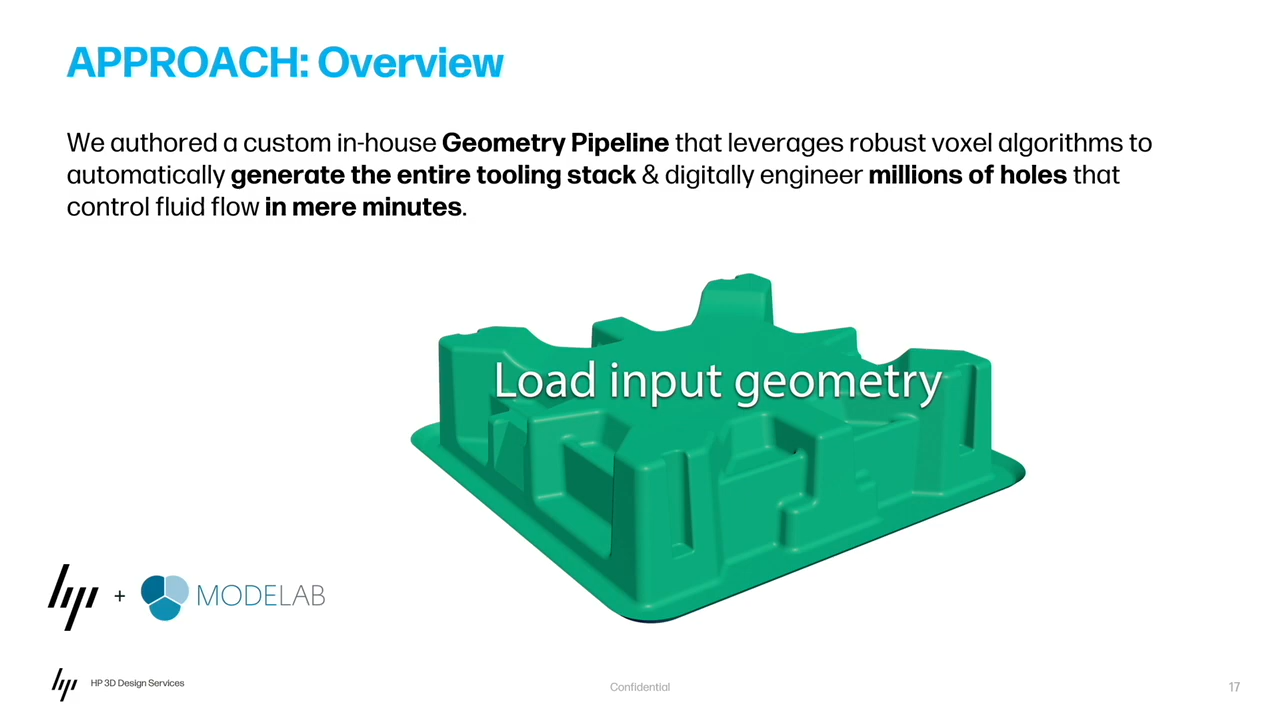 APPROACH: Overview
We authored a custom in-house Geometry Pipeline that leverages robust voxel algorithms to
automatically generate the entire tooling stack & digitally engineer millions of holes that
control fluid flow in mere minutes.
Load input geometry
hp + MODELAB
hp HP 3D Design Services
Confidential
17